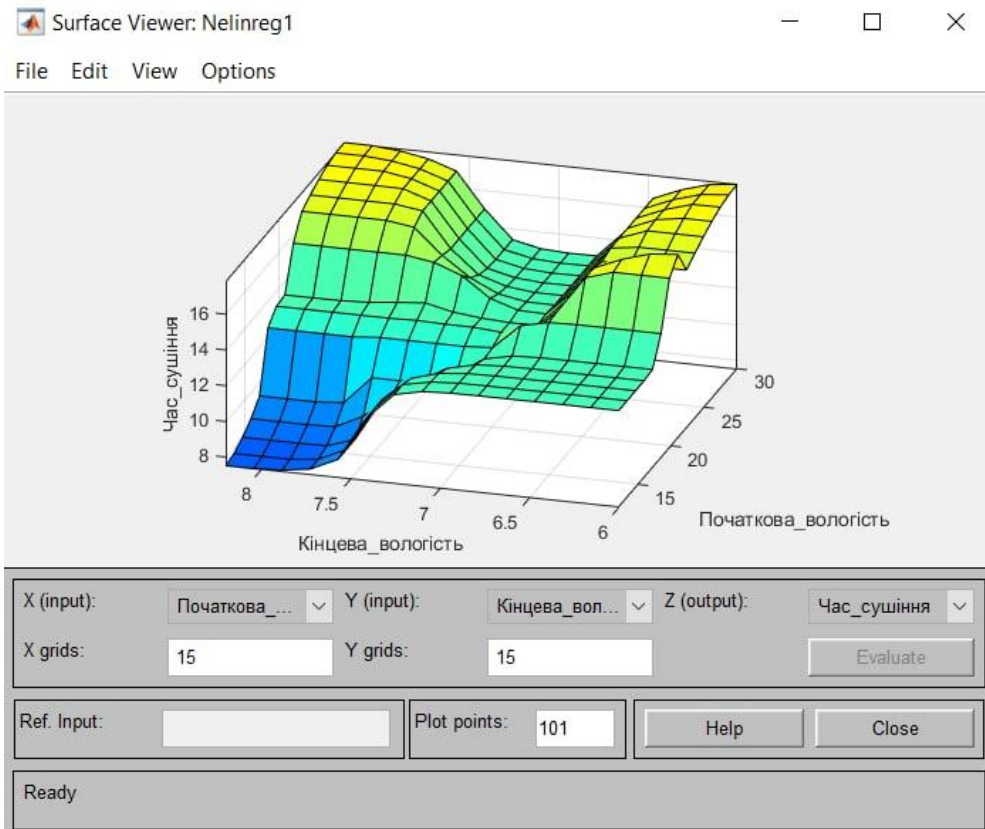 Surface Viewer: Nelinreg1
File Edit View Options
16
14
12
10
8
Час_сушіння
8
7.5
7
6.5
6
Кінцева_вологість
30
25
20
15
Початкова_вологість
X (input): Початкова_... Y (input): Кінцева_вол... Z (output): Час_сушіння
X grids: 15 Y grids: 15 Evaluate
Ref. Input: Plot points: 101 Help Close
Ready